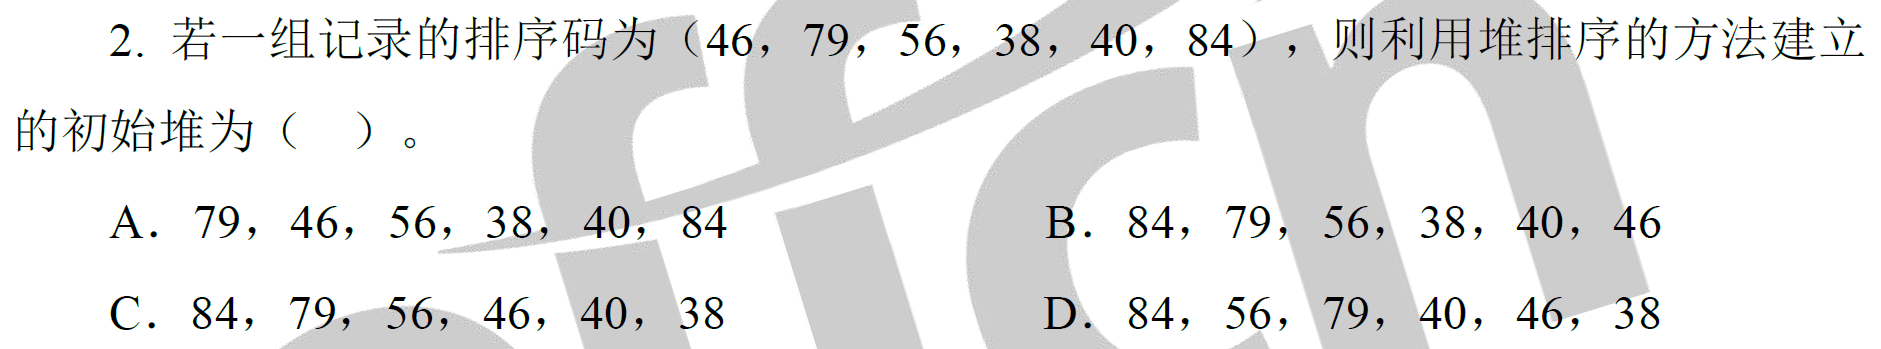 2. 若一组记录的排序码为（46，79，56，38，40，84），则利用堆排序的方法建立
的初始堆为（　）。
A．79，46，56，38，40，84　　B．84，79，56，38，40，46
C．84，79，56，46，40，38　　D．84，56，79，40，46，38